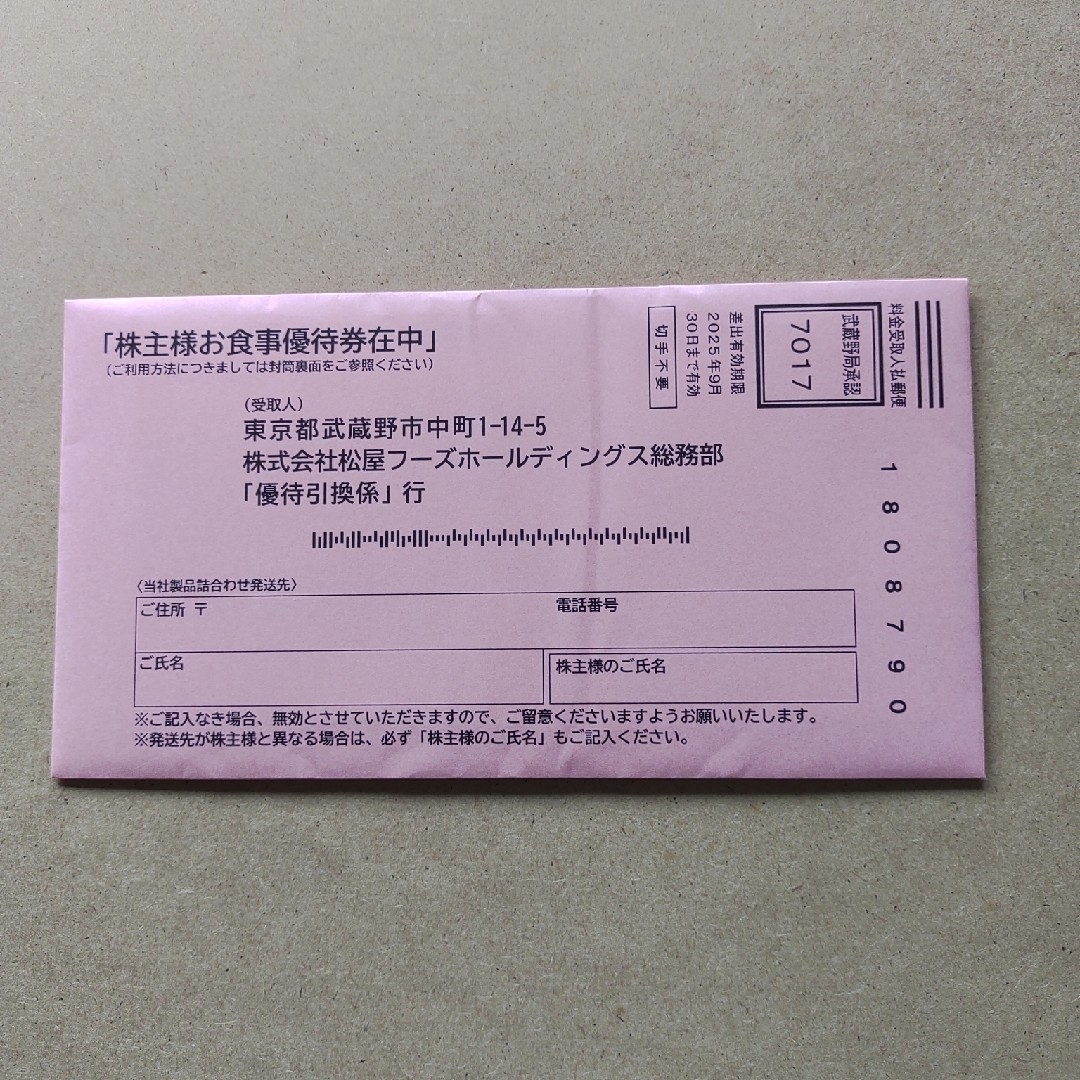 「株主様お食事優待券在中」
(ご利用方法につきましては封筒裏面をご参照ください)
(受取人)
東京都武蔵野市中町1-14-5
株式会社松屋フーズホールディングス総務部
「優待引換係」行
料金受取人払郵便
武蔵野局承認
7017
差出有効期限
2025年9月
30日まで有効
切手不要
1808790
〈当社製品詰合わせ発送先〉
ご住所 〒
電話番号
ご氏名
株主様のご氏名
※ご記入なき場合、無効とさせていただきますので、ご留意くださいますようお願いいたします。
※発送先が株主様と異なる場合は、必ず「株主様のご氏名」もご記入ください。